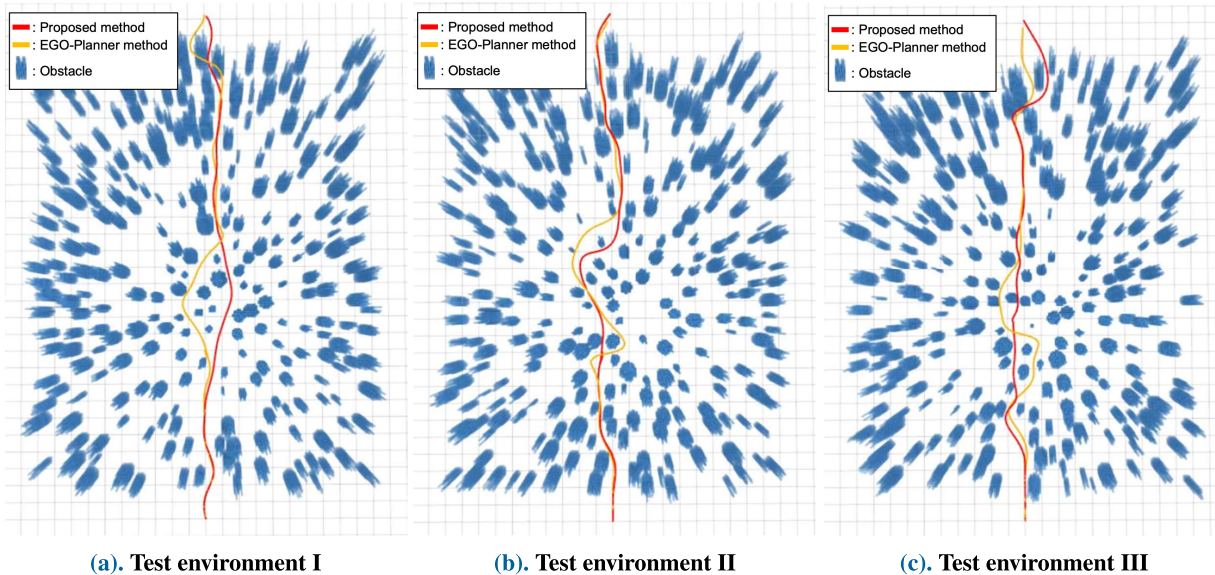 : Proposed method
: EGO-Planner method
: Obstacle
: Proposed method
: EGO-Planner method
: Obstacle
: Proposed method
: EGO-Planner method
: Obstacle
(a). Test environment I
(b). Test environment II
(c). Test environment III